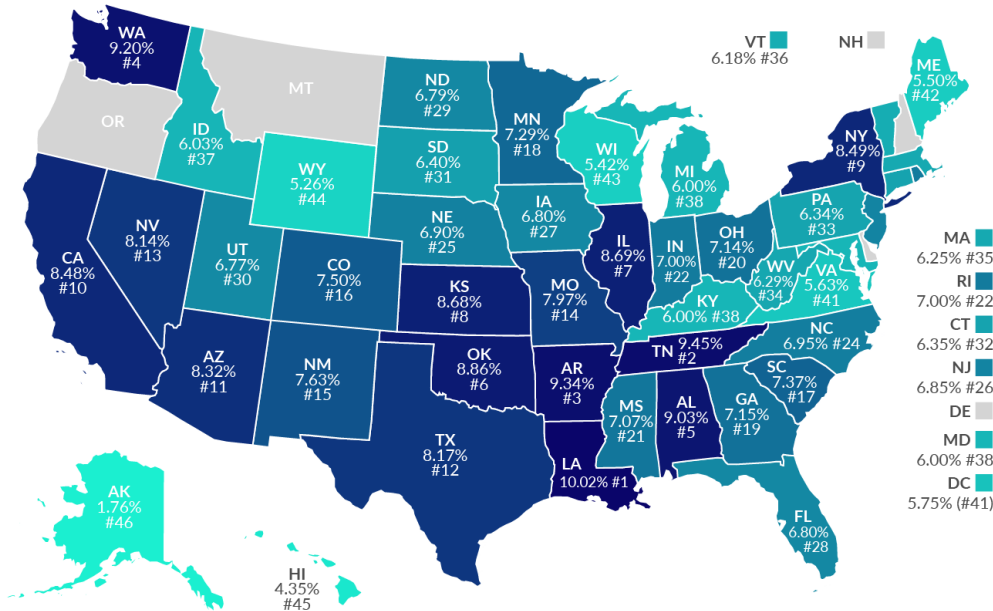 WA
9.20%
#4
OR
MT
ID
6.03%
#37
WY
5.26%
#44
ND
6.79%
#29
SD
6.40%
#31
NE
6.90%
#25
MN
7.29%
#18
IA
6.80%
#27
WI
5.42%
#43
MI
6.00%
#38
VT
6.18% #36
NH
ME
5.50%
#42
NY
8.49%
#9
PA
6.34%
#33
CA
8.48%
#10
NV
8.14%
#13
UT
6.77%
#30
CO
7.50%
#16
KS
8.68%
#8
MO
7.97%
#14
IL
8.69%
#7
IN
7.00%
#22
OH
7.14%
#20
WV
6.29%
#34
VA
5.63%
#41
KY
6.00% #38
NC
6.95% #24
TN 9.45%
#2
SC
7.37%
#17
AZ
8.32%
#11
NM
7.63%
#15
OK
8.86%
#6
AR
9.34%
#3
TX
8.17%
#12
LA
10.02% #1
MS
7.07%
#21
AL
9.03%
#5
GA
7.15%
#19
FL
6.80%
#28
AK
1.76%
#46
HI
4.35%
#45
MA
6.25% #35
RI
7.00% #22
CT
6.35% #32
NJ
6.85% #26
DE
MD
6.00% #38
DC
5.75% (#41)